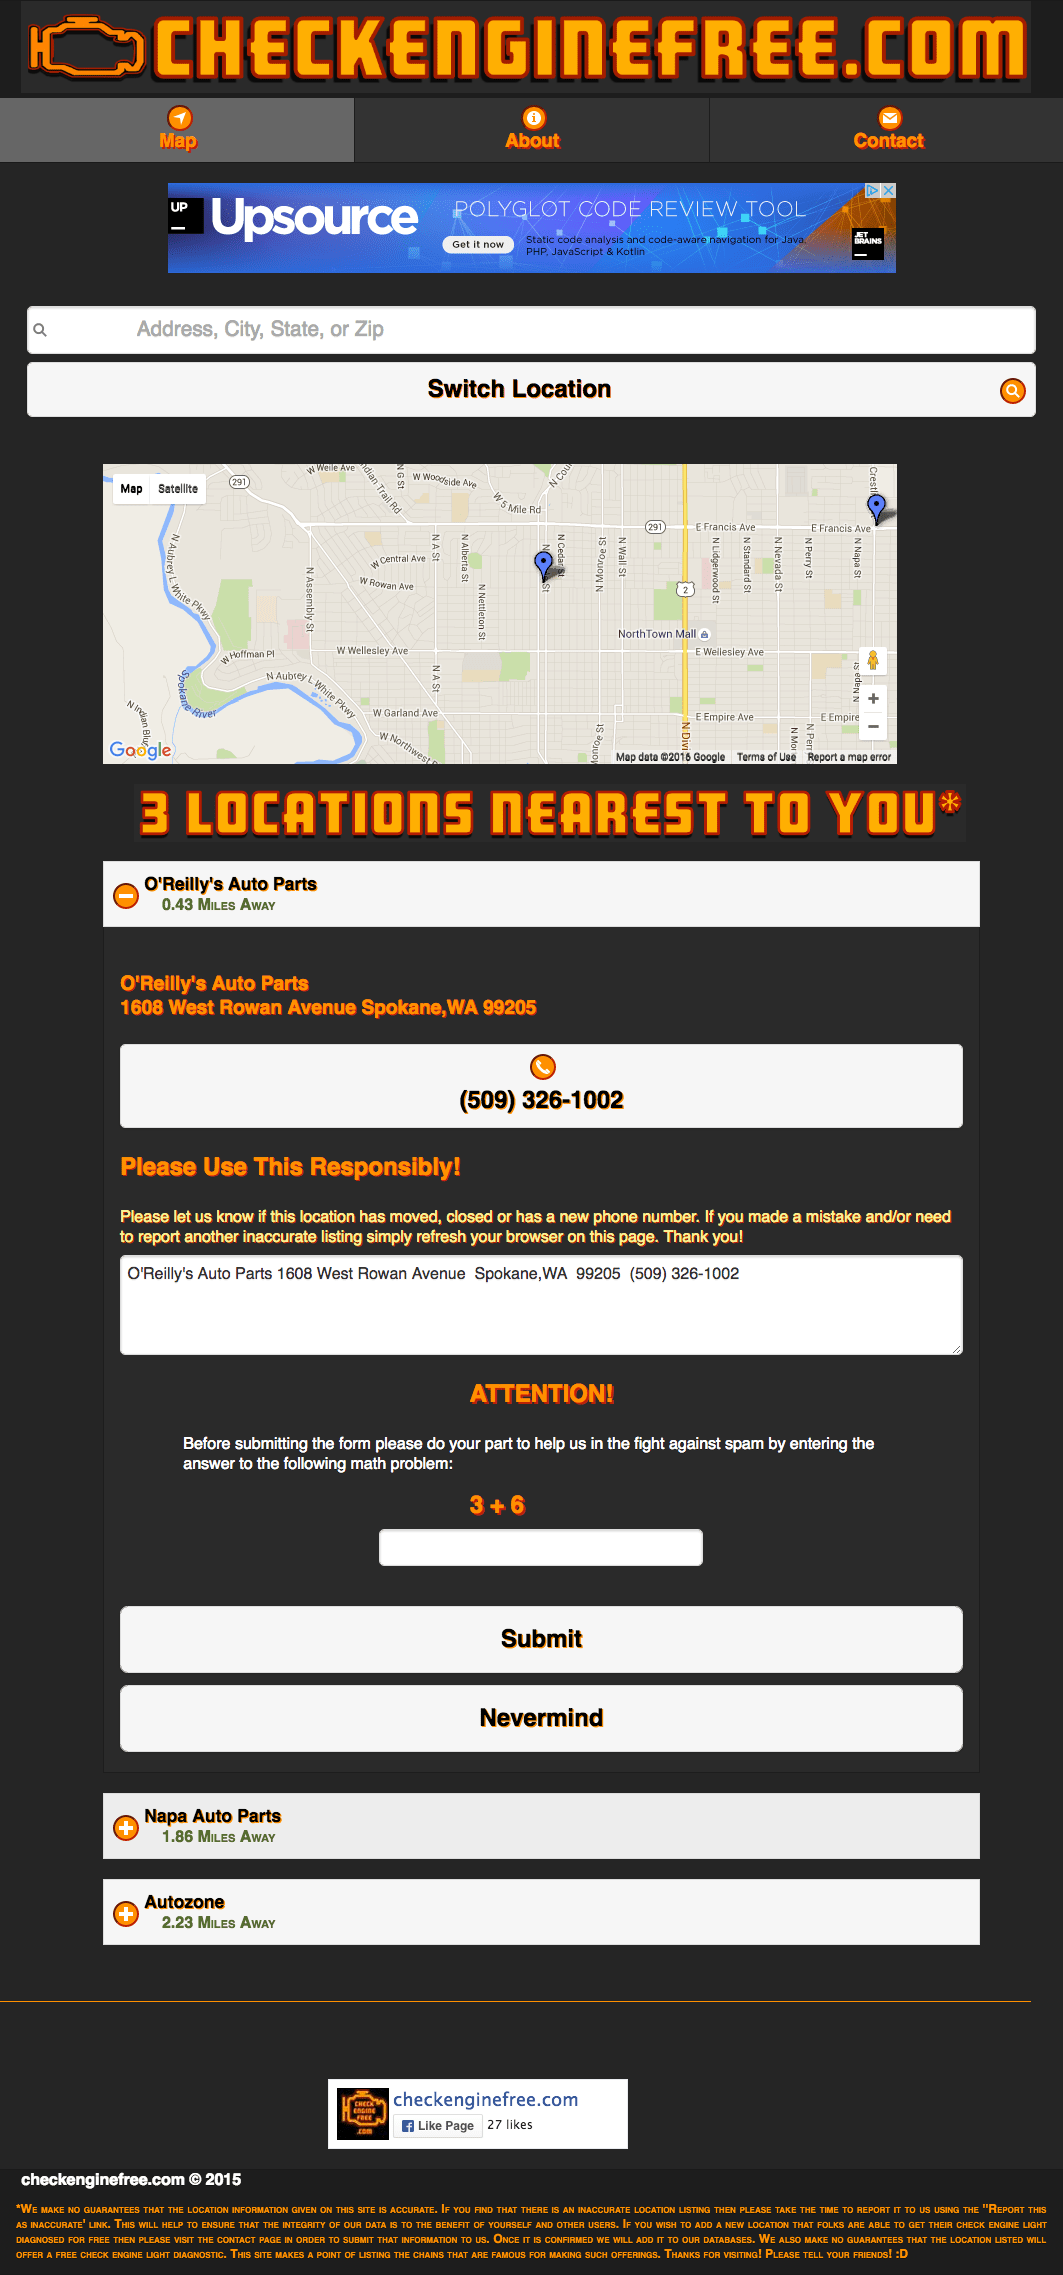 CHECKENGINEFREE.COM
Map
About
Contact
UP
Upsource
POLYGLOT CODE REVIEW TOOL
Get it now
Static code analysis and code-aware navigation for Java,
PHP, JavaScript & Kotlin
JET
BRAINS
Address, City, State, or Zip
Switch Location
Map Satellite
291
W Weile Ave
Indian Trail Rd
N G St
W Woodside Ave
W 5 Mile Rd
291
E Francis Ave
E Francis Ave
N Aubrey L White Pkwy
N Assembly St
W Central Ave
W Rowan Ave
N A St
N Alberta St
N Nettleton St
N Cedar St
N Monroe St
N Wall St
2
N Lidgerwood St
N Standard St
N Nevada St
N Perry St
N Napa St
NorthTown Mall
W Hoffman Pl
W Wellesley Ave
E Wellesley Ave
Spokane River
N Aubrey L White Pkwy
N A St
W Garland Ave
E Empire Ave
E Empire
Google
Map data ©2015 Google Terms of Use Report a map error
3 LOCATIONS NEAREST TO YOU*
O'Reilly's Auto Parts
0.43 Miles Away
O'Reilly's Auto Parts
1608 West Rowan Avenue Spokane,WA 99205
(509) 326-1002
Please Use This Responsibly!
Please let us know if this location has moved, closed or has a new phone number. If you made a mistake and/or need
to report another inaccurate listing simply refresh your browser on this page. Thank you!
O'Reilly's Auto Parts 1608 West Rowan Avenue  Spokane,WA  99205  (509) 326-1002
ATTENTION!
Before submitting the form please do your part to help us in the fight against spam by entering the
answer to the following math problem:
3 + 6
Submit
Nevermind
Napa Auto Parts
1.86 Miles Away
Autozone
2.23 Miles Away
CHECK
ENGINE
FREE
.COM
checkenginefree.com
Like Page 27 likes
checkenginefree.com © 2015
*We make no guarantees that the location information given on this site is accurate. If you find that there is an inaccurate location listing then please take the time to report it to us using the "Report this
as inaccurate' link. This will help to ensure that the integrity of our data is to the benefit of yourself and other users. If you wish to add a new location that folks are able to get their check engine light
diagnosed for free then please visit the contact page in order to submit that information to us. Once it is confirmed we will add it to our databases. We also make no guarantees that the location listed will
offer a free check engine light diagnostic. This site makes a point of listing the chains that are famous for making such offerings. Thanks for visiting! Please tell your friends! :D